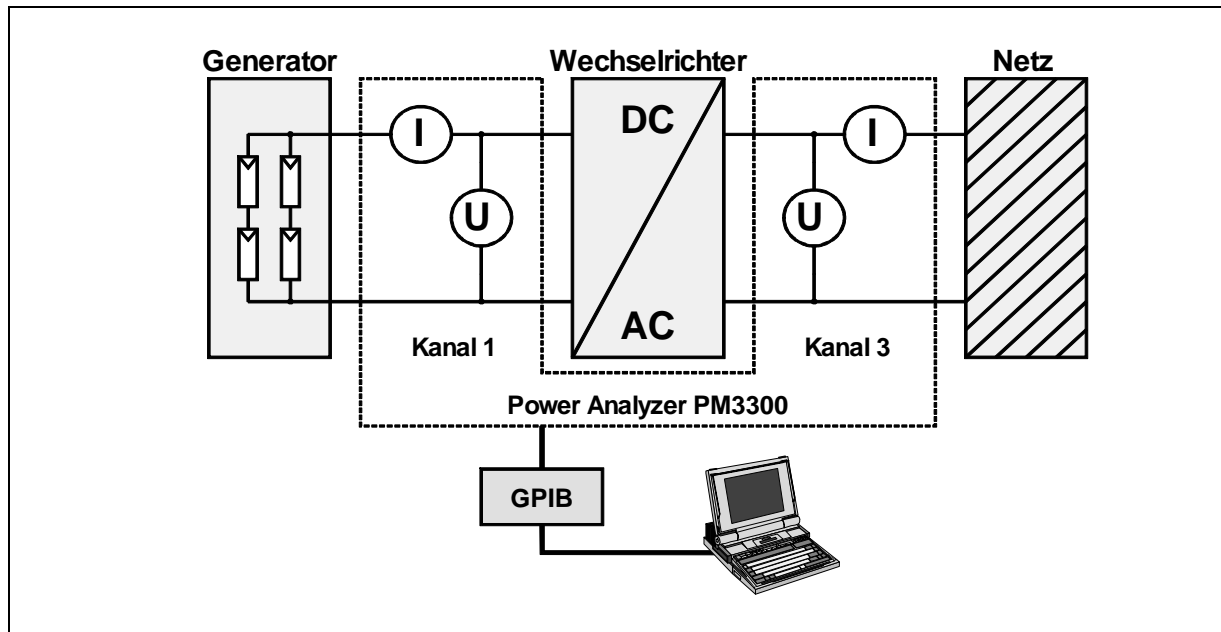 Generator
Wechselrichter
Netz
I
DC
I
U
U
AC
Kanal 1
Kanal 3
Power Analyzer PM3300
GPIB